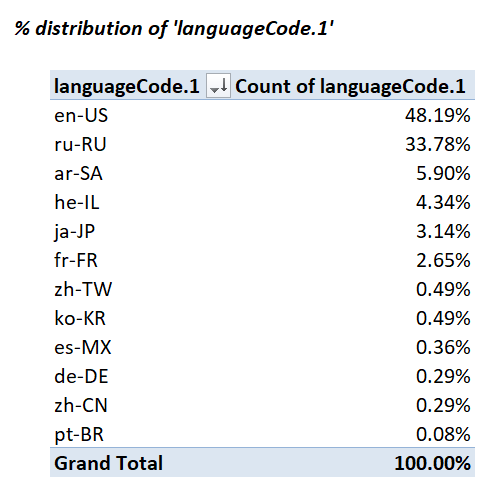 % distribution of 'languageCode.1'
languageCode.1 Count of languageCode.1
en-US 48.19%
ru-RU 33.78%
ar-SA 5.90%
he-IL 4.34%
ja-JP 3.14%
fr-FR 2.65%
zh-TW 0.49%
ko-KR 0.49%
es-MX 0.36%
de-DE 0.29%
zh-CN 0.29%
pt-BR 0.08%
Grand Total 100.00%